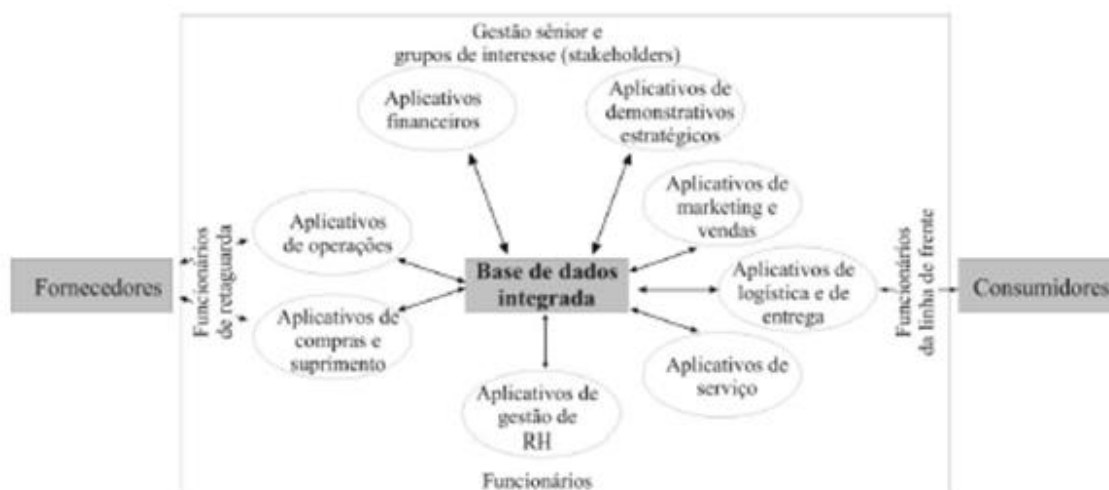 Gestão sênior e
grupos de interesse (stakeholders)
Aplicativos
financeiros
Aplicativos de
demonstrativos
estratégicos
Aplicativos
de operações
Aplicativos de
marketing e
vendas
Fornecedores
Funcionários
de retaguarda
Base de dados
integrada
Aplicativos de
logística e de
entrega
Funcionários
da linha de frente
Consumidores
Aplicativos de
compras e
suprimento
Aplicativos de
gestão de
RH
Aplicativos de
serviço
Funcionários